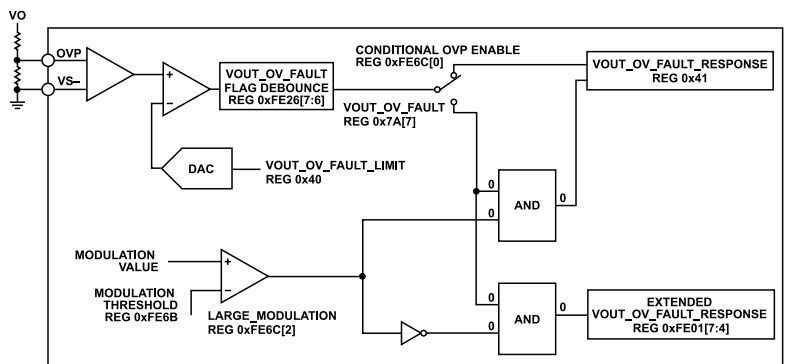 VO
OVP
VS–
+
–
VOUT_OV_FAULT
FLAG DEBOUNCE
REG 0xFE26[7:6]
CONDITIONAL OVP ENABLE
REG 0xFE6C[0]
VOUT_OV_FAULT
REG 0x7A[7]
VOUT_OV_FAULT_RESPONSE
REG 0x41
DAC
VOUT_OV_FAULT_LIMIT
REG 0x40
0
0
AND
0
MODULATION
VALUE
+
–
MODULATION
THRESHOLD
REG 0xFE6B
LARGE_MODULATION
REG 0xFE6C[2]
0
0
AND
0
EXTENDED
VOUT_OV_FAULT_RESPONSE
REG 0xFE01[7:4]